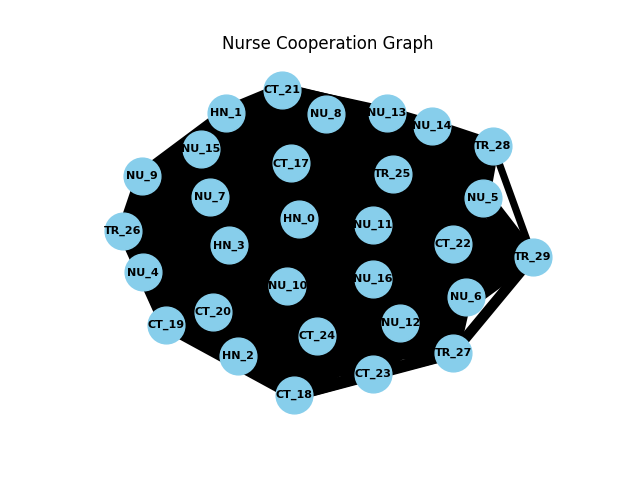 Nurse Cooperation Graph
CT_21
HN_1
NU_8
NU_13
NU_14
TR_28
NU_15
CT_17
TR_25
NU_9
NU_7
NU_5
HN_0
NU_11
TR_26
HN_3
CT_22
TR_29
NU_4
NU_10
NU_16
NU_6
CT_20
CT_19
NU_12
CT_24
HN_2
TR_27
CT_23
CT_18